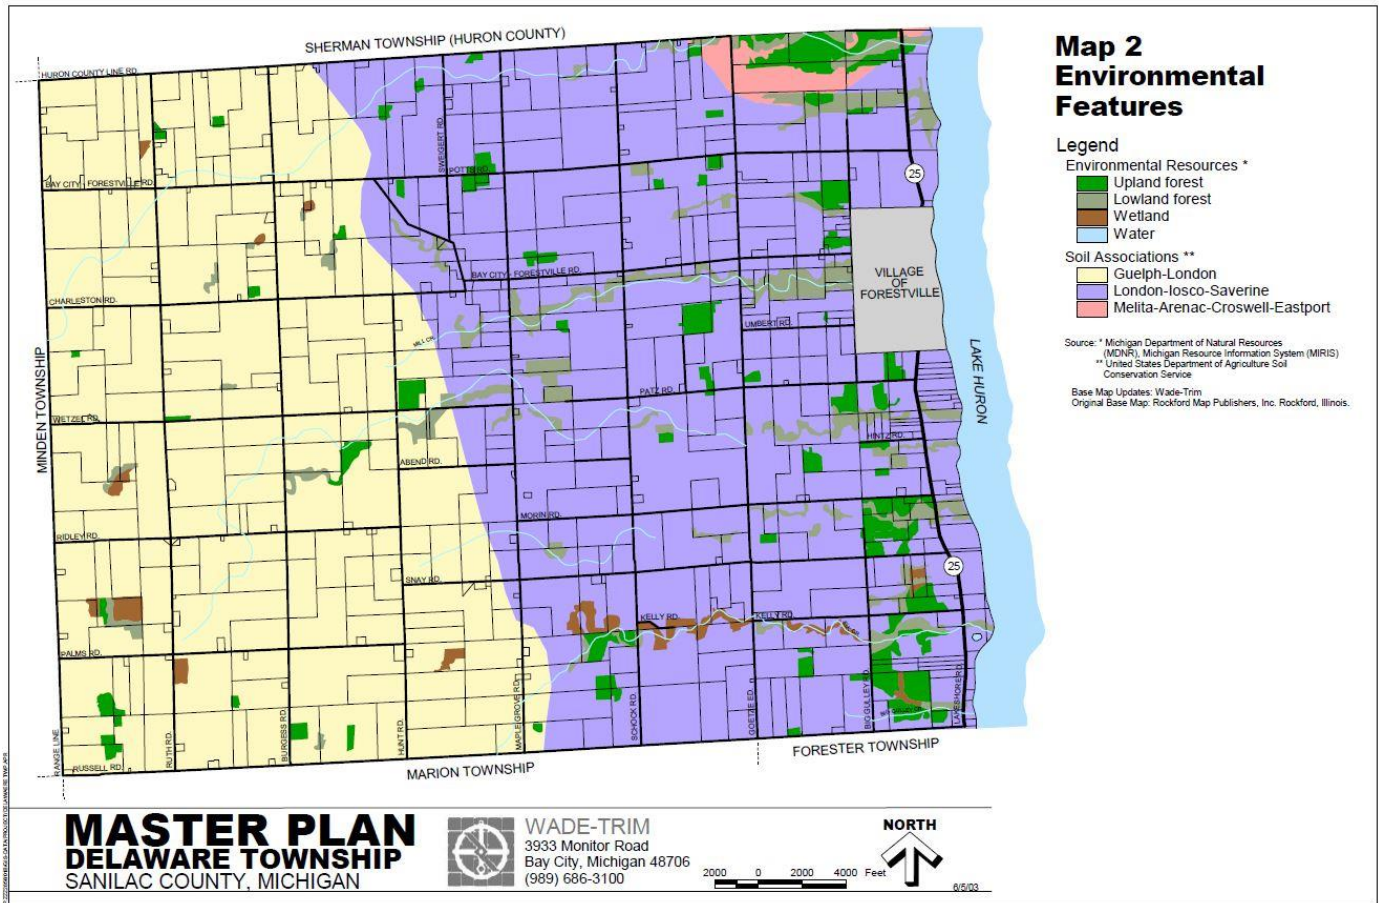 SHERMAN TOWNSHIP (HURON COUNTY)
HURON COUNTY LINE RD.
SWEIGERT RD.
POTTS RD.
BAY CITY - FORESTVILLE RD.
25
BAY CITY - FORESTVILLE RD.
VILLAGE
OF
FORESTVILLE
CHARLESTON RD.
UMBERT RD.
MILL CR.
MINDEN TOWNSHIP
LAKE HURON
PATZ RD.
WETZEL RD.
HINTZ RD.
ABEND RD.
MORIN RD.
RIDLEY RD.
25
SNAY RD.
KELLY RD.
KELLY RD.
PALMS RD.
RANGE LINE
RUTH RD.
BURGESS RD.
HUNT RD.
MAPLE GROVE RD.
SCHOCK RD.
GOETZE ED.
BIG GULLEY RD.
LAKESHORE RD.
RUSSELL RD.
MARION TOWNSHIP
FORESTER TOWNSHIP
Map 2
Environmental
Features
Legend
Environmental Resources *
Upland forest
Lowland forest
Wetland
Water
Soil Associations **
Guelph-London
London-Iosco-Saverine
Melita-Arenac-Croswell-Eastport
Source: * Michigan Department of Natural Resources
(MDNR), Michigan Resource Information System (MIRIS)
** United States Department of Agriculture Soil
Conservation Service
Base Map Updates: Wade-Trim
Original Base Map: Rockford Map Publishers, Inc. Rockford, Illinois.
MASTER PLAN
DELAWARE TOWNSHIP
SANILAC COUNTY, MICHIGAN
WADE-TRIM
3933 Monitor Road
Bay City, Michigan 48706
(989) 686-3100
NORTH
2000 0 2000 4000 Feet
6/5/03